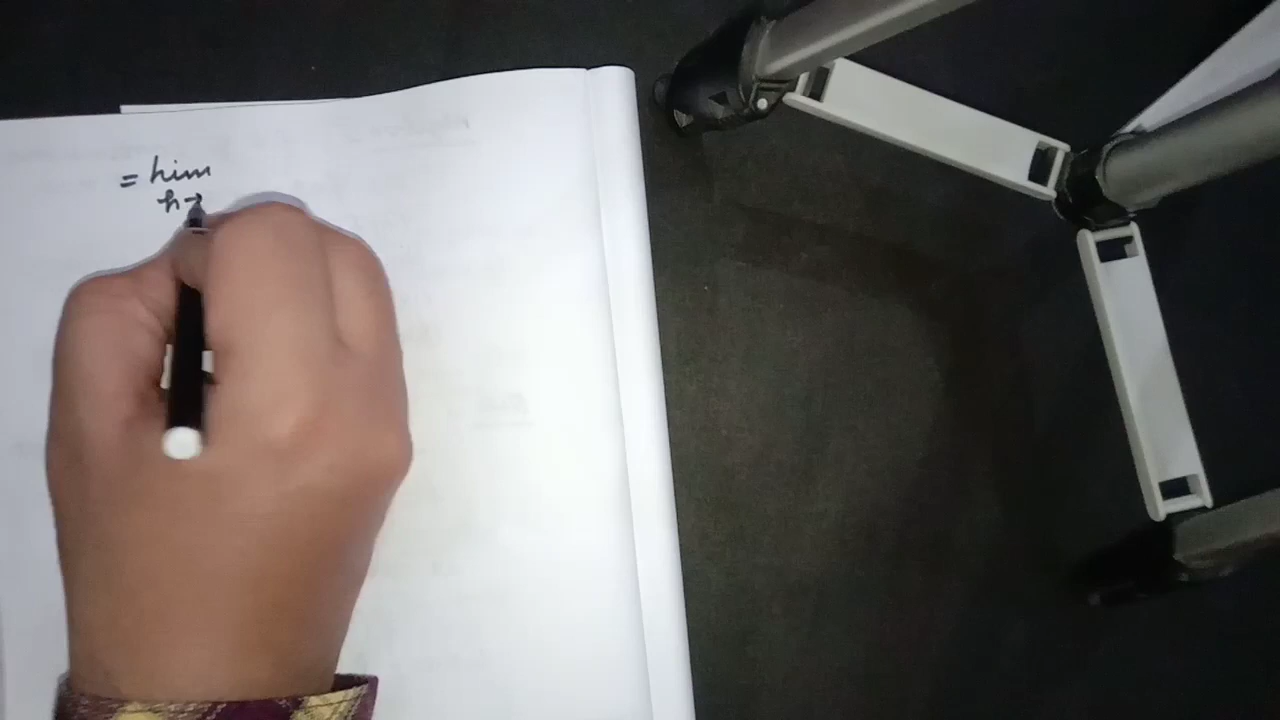 = lim
h→